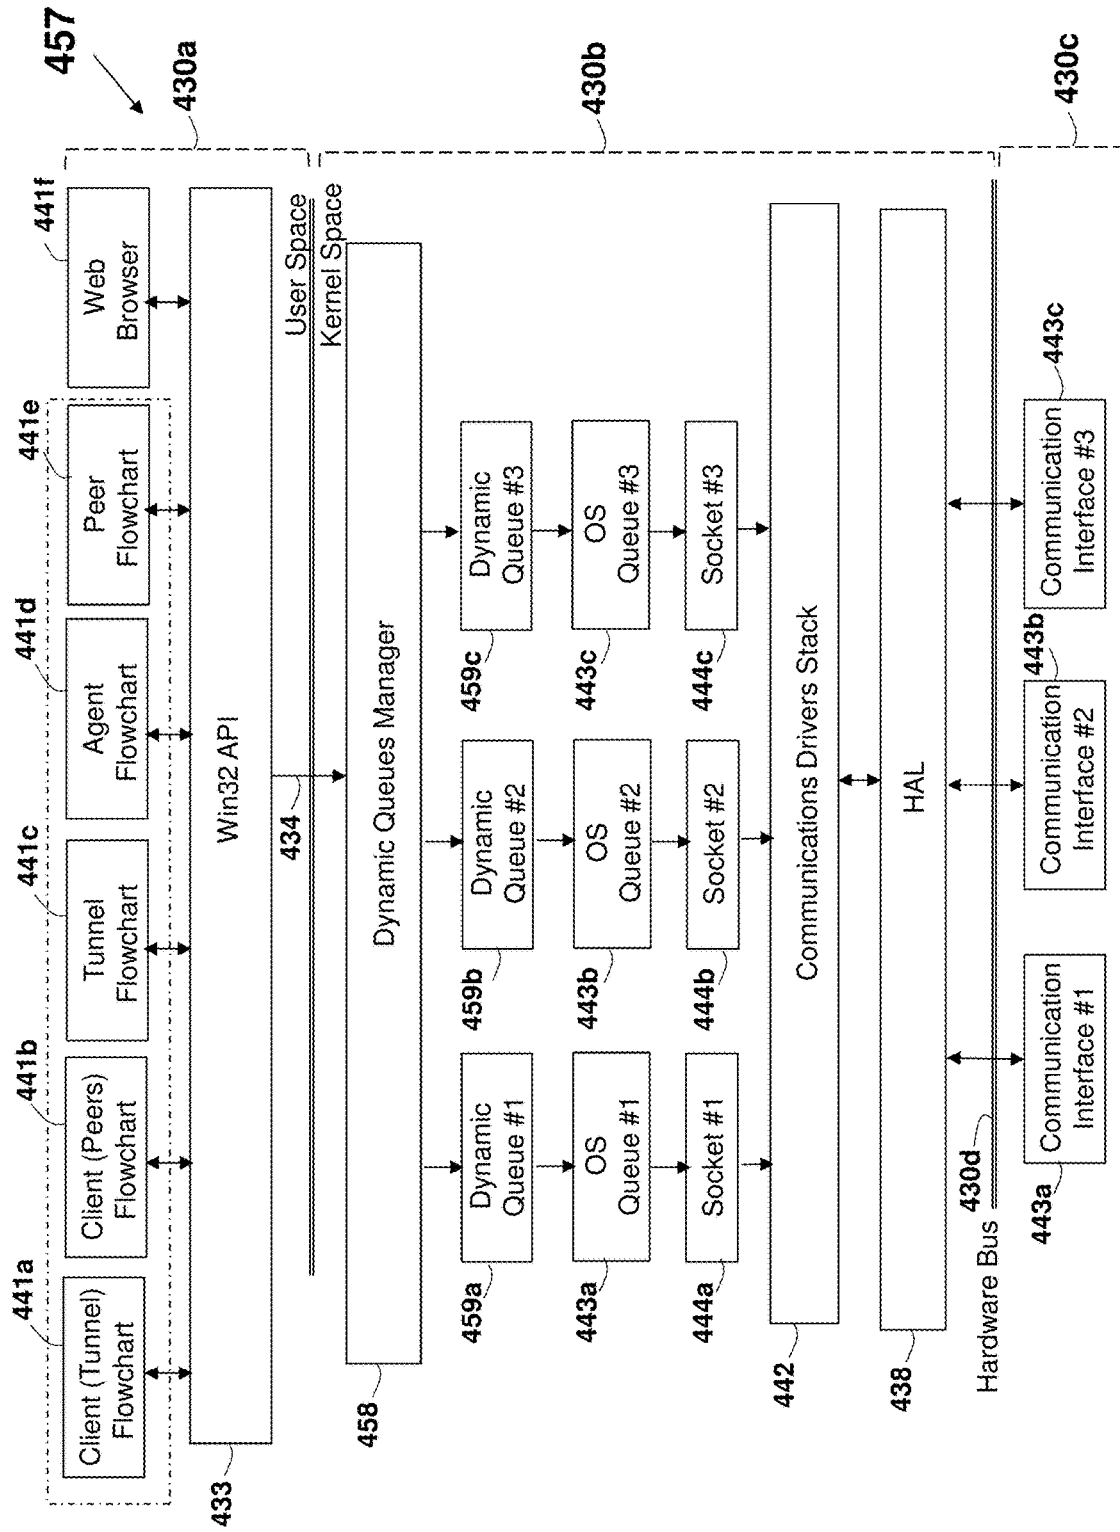 457
441a
441b
441c
441d
441e
441f
430a
Client (Tunnel)
Flowchart
Client (Peers)
Flowchart
Tunnel
Flowchart
Agent
Flowchart
Peer
Flowchart
Web
Browser
433
Win32 API
434
User Space
Kernel Space
430b
458
Dynamic Queues Manager
459a
Dynamic
Queue #1
459b
Dynamic
Queue #2
459c
Dynamic
Queue #3
443a
OS
Queue #1
443b
OS
Queue #2
443c
OS
Queue #3
444a
Socket #1
444b
Socket #2
444c
Socket #3
442
Communications Drivers Stack
438
HAL
Hardware Bus
430d
430c
443a
Communication
Interface #1
443b
Communication
Interface #2
443c
Communication
Interface #3